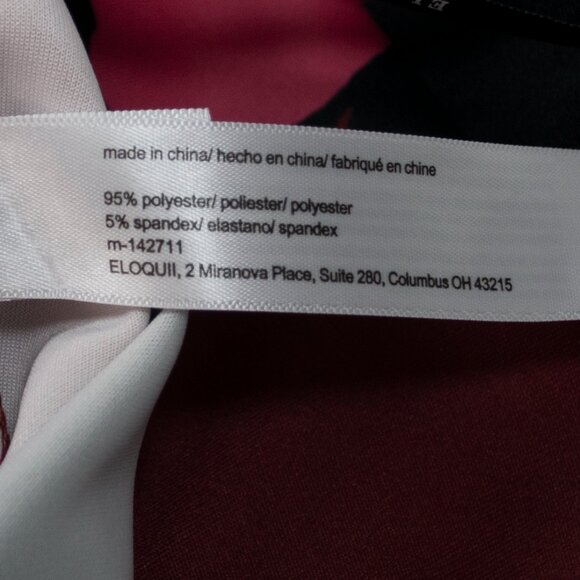 made in china/ hecho en china/ fabriqué en chine
95% polyester/ poliester/ polyester
5% spandex/ elastano/ spandex
m-142711
ELOQUII, 2 Miranova Place, Suite 280, Columbus OH 43215